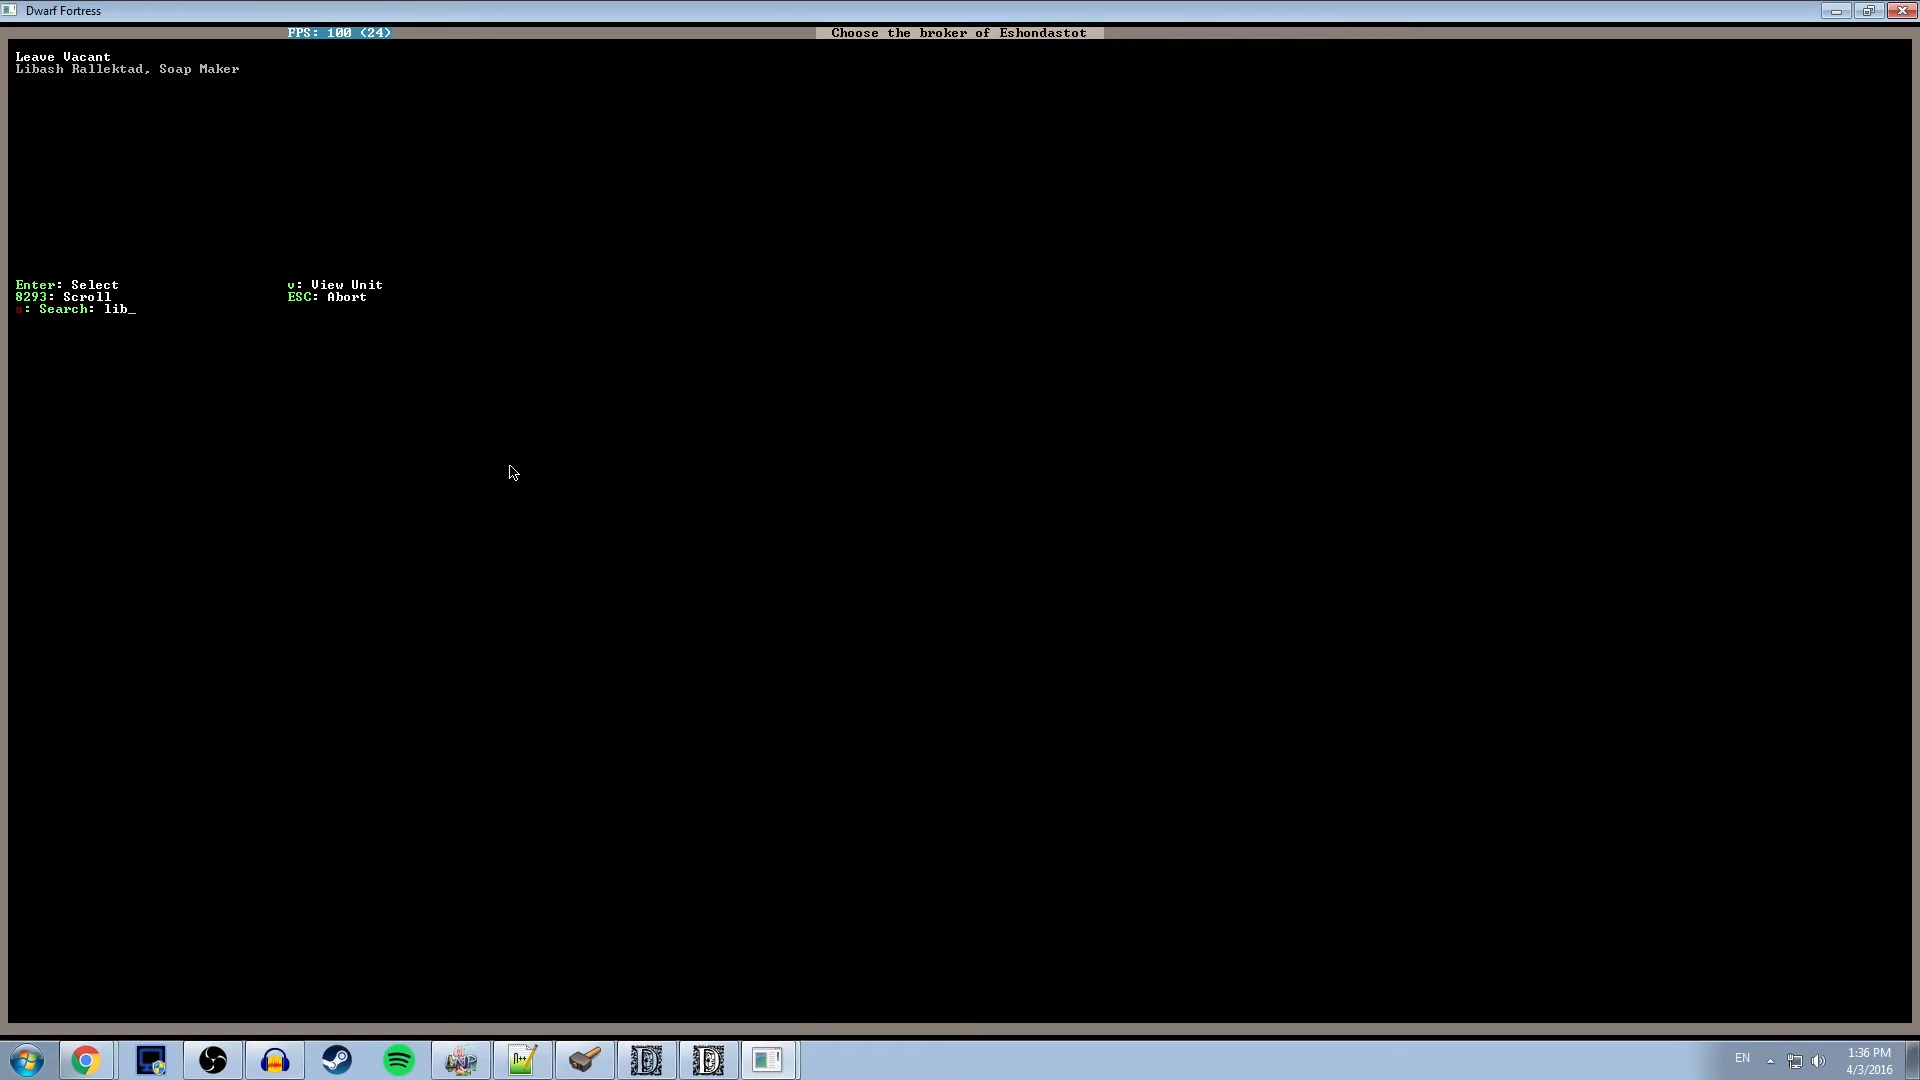 Dwarf Fortress
FPS: 100 (24)
Choose the broker of Eshondastot
Leave Vacant
Libash Rallektad, Soap Maker
Enter: Select
v: View Unit
8293: Scroll
ESC: Abort
s: Search: lib_
EN
1:36 PM
4/3/2016